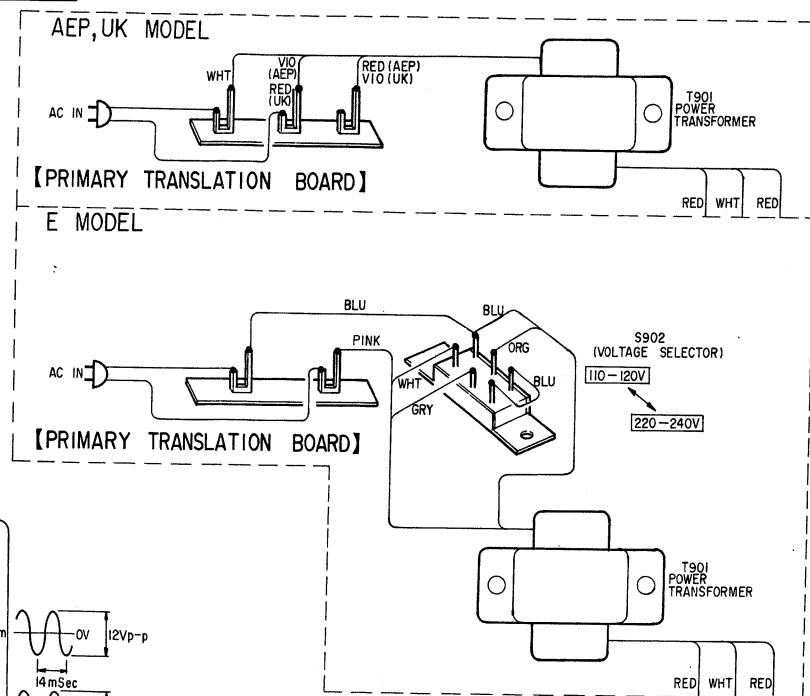 AEP, UK MODEL
WHT
VIO
(AEP)
RED
(UK)
RED (AEP)
VIO (UK)
AC IN
T901
POWER
TRANSFORMER
【PRIMARY TRANSLATION BOARD】
RED WHT RED
E MODEL
BLU
BLU
PINK
ORG
S902
(VOLTAGE SELECTOR)
AC IN
WHT
BLU
110-120V
GRY
220-240V
【PRIMARY TRANSLATION BOARD】
T901
POWER
TRANSFORMER
0V
12Vp-p
14mSec
RED WHT RED